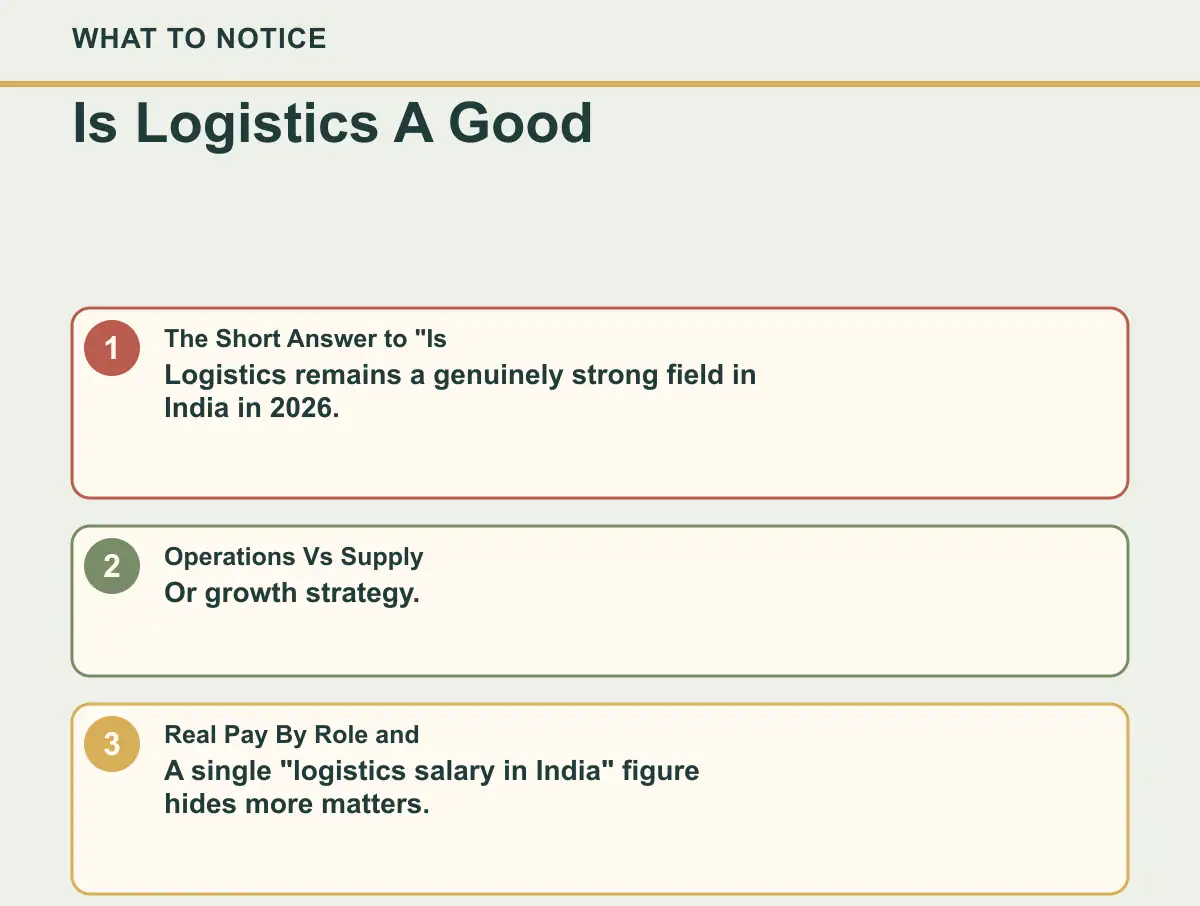 WHAT TO NOTICE
Is Logistics A Good
1
The Short Answer to "Is
Logistics remains a genuinely strong field in
India in 2026.
2
Operations Vs Supply
Or growth strategy.
3
Real Pay By Role and
A single "logistics salary in India" figure
hides more matters.